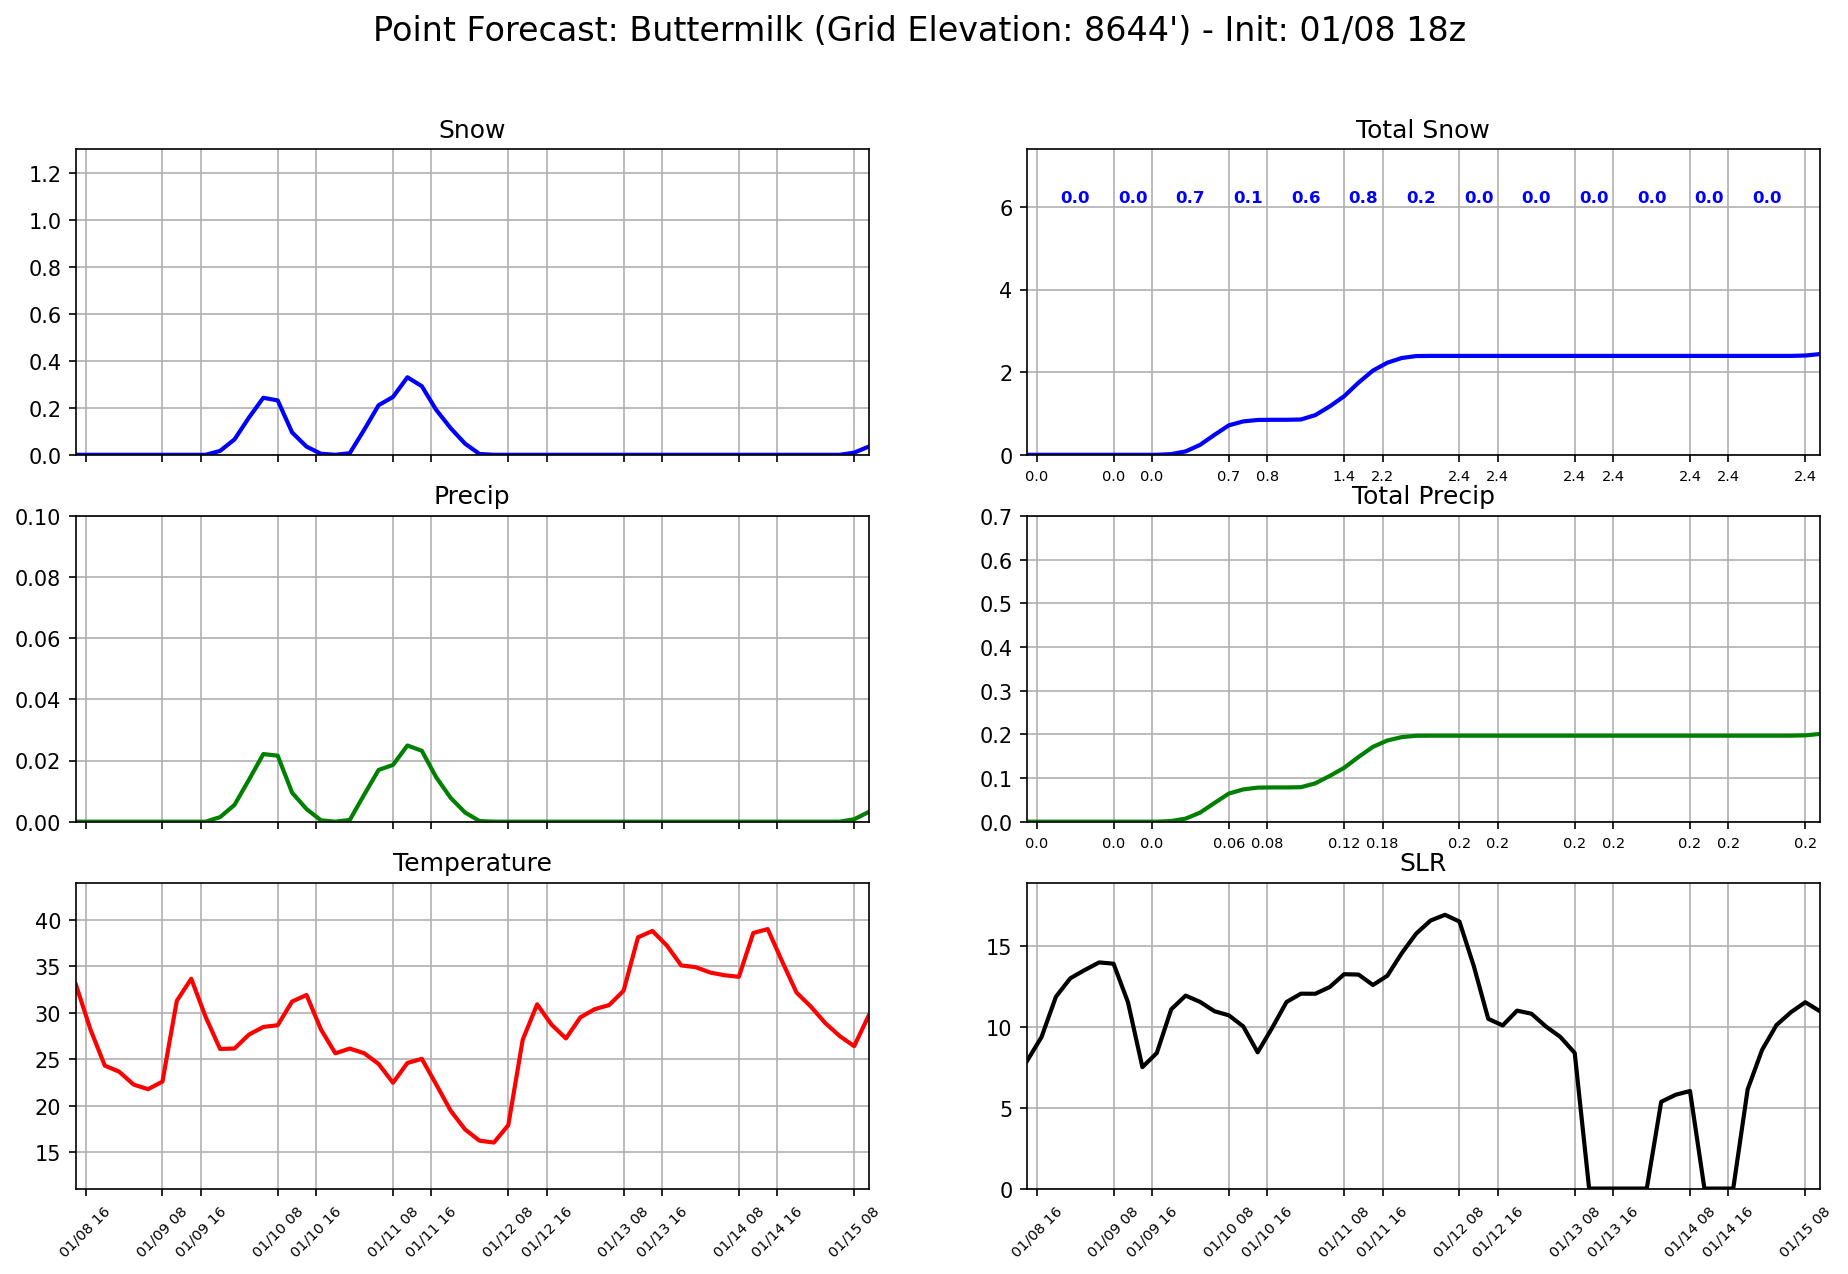 Point Forecast: Buttermilk (Grid Elevation: 8644') - Init: 01/08 18z
Snow
1.2
1.0
0.8
0.6
0.4
0.2
0.0
Total Snow
0.0 0.0 0.7 0.1 0.6 0.8 0.2 0.0 0.0 0.0 0.0 0.0 0.0
6
4
2
0
0.0 0.0 0.0 0.7 0.8 1.4 2.2 2.4 2.4 2.4 2.4 2.4 2.4 2.4
Precip
0.10
0.08
0.06
0.04
0.02
0.00
Total Precip
0.7
0.6
0.5
0.4
0.3
0.2
0.1
0.0
0.0 0.0 0.0 0.06 0.08 0.12 0.18 0.2 0.2 0.2 0.2 0.2 0.2 0.2
Temperature
40
35
30
25
20
15
01/08 16 01/09 08 01/09 16 01/10 08 01/10 16 01/11 08 01/11 16 01/12 08 01/12 16 01/13 08 01/13 16 01/14 08 01/14 16 01/15 08
SLR
15
10
5
0
01/08 16 01/09 08 01/09 16 01/10 08 01/10 16 01/11 08 01/11 16 01/12 08 01/12 16 01/13 08 01/13 16 01/14 08 01/14 16 01/15 08